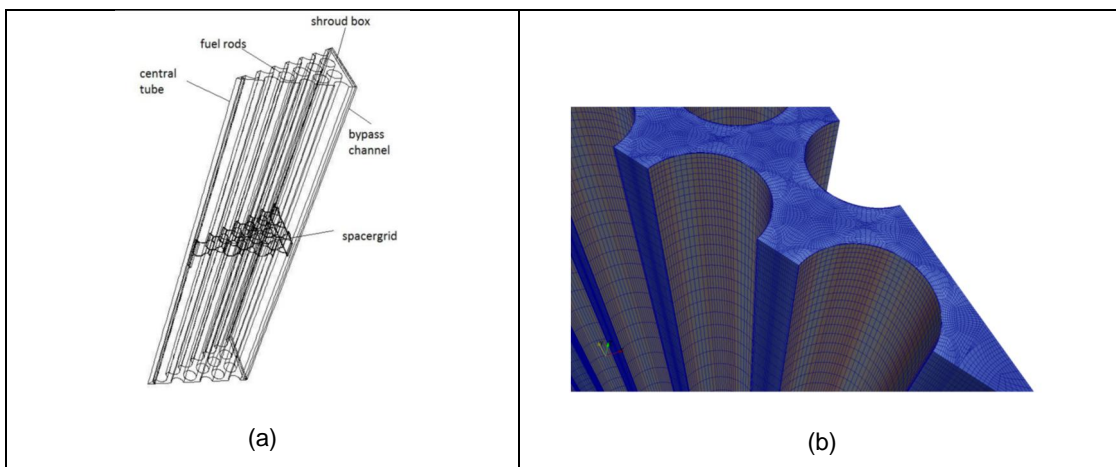 shroud box
fuel rods
central
tube
bypass
channel
spacergrid
(a)
(b)